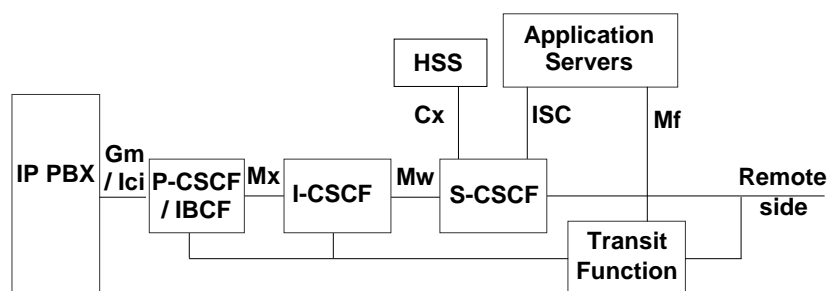 Application
Servers
HSS
Cx
ISC
Mf
IP PBX
Gm
/ Ici
P-CSCF
/ IBCF
Mx
I-CSCF
Mw
S-CSCF
Remote
side
Transit
Function